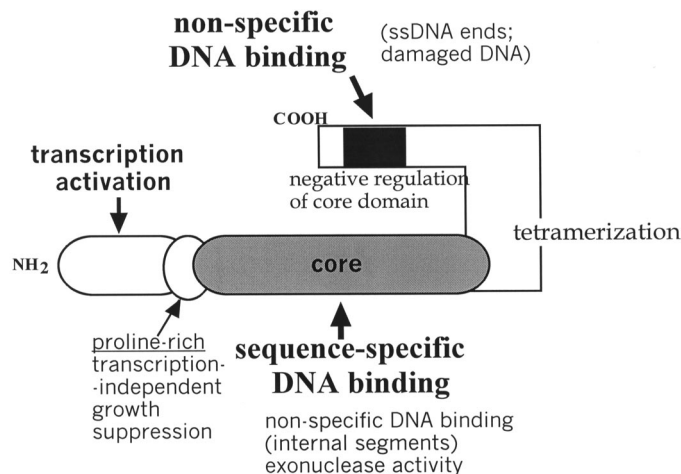 non-specific
DNA binding
(ssDNA ends;
damaged DNA)
COOH
transcription
activation
negative regulation
of core domain
tetramerization
NH2
core
proline-rich
transcription-
-independent
growth
suppression
sequence-specific
DNA binding
non-specific DNA binding
(internal segments)
exonuclease activity